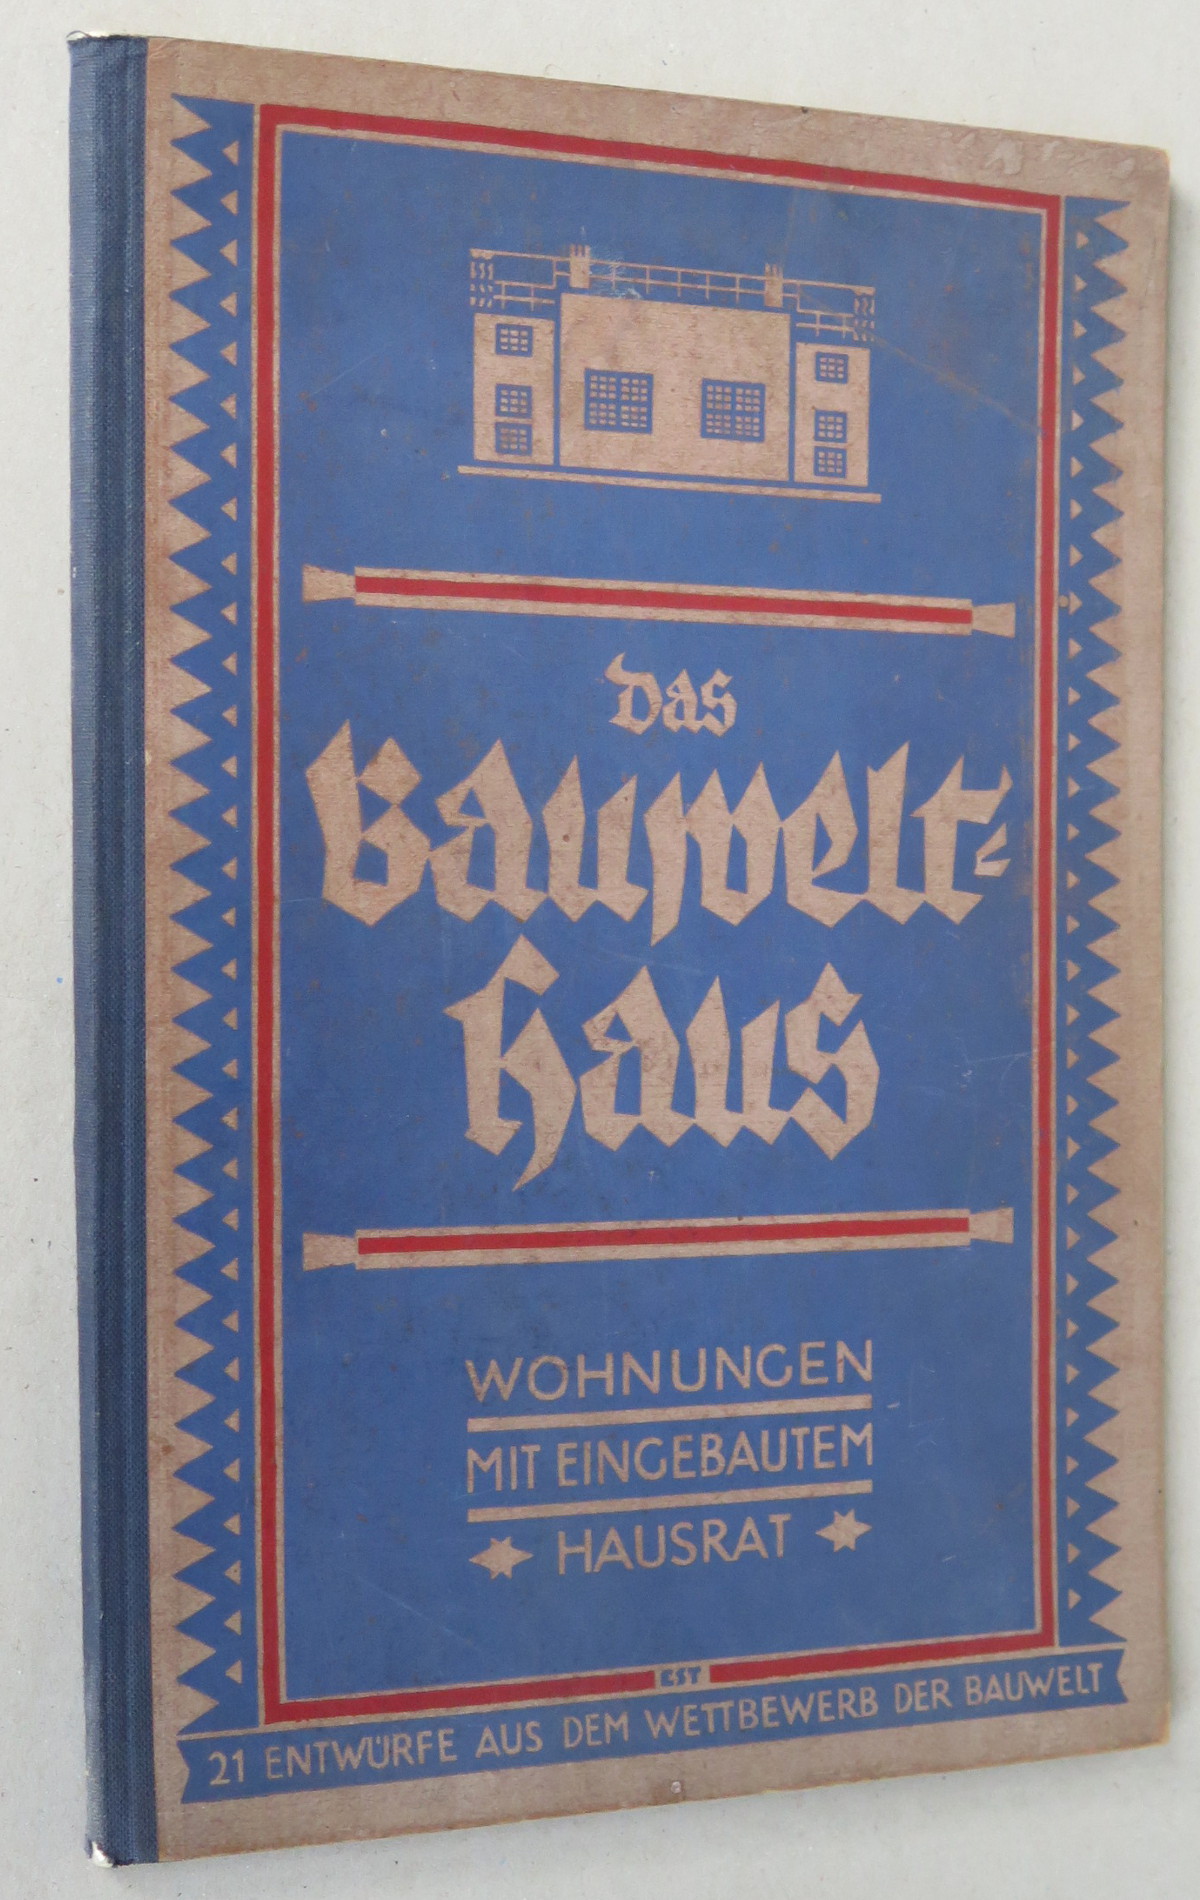 Das
Bauwelt-
Haus
WOHNUNGEN
MIT EINGEBAUTEM
HAUSRAT
EST
21 ENTWÜRFE AUS DEM WETTBEWERB DER BAUWELT